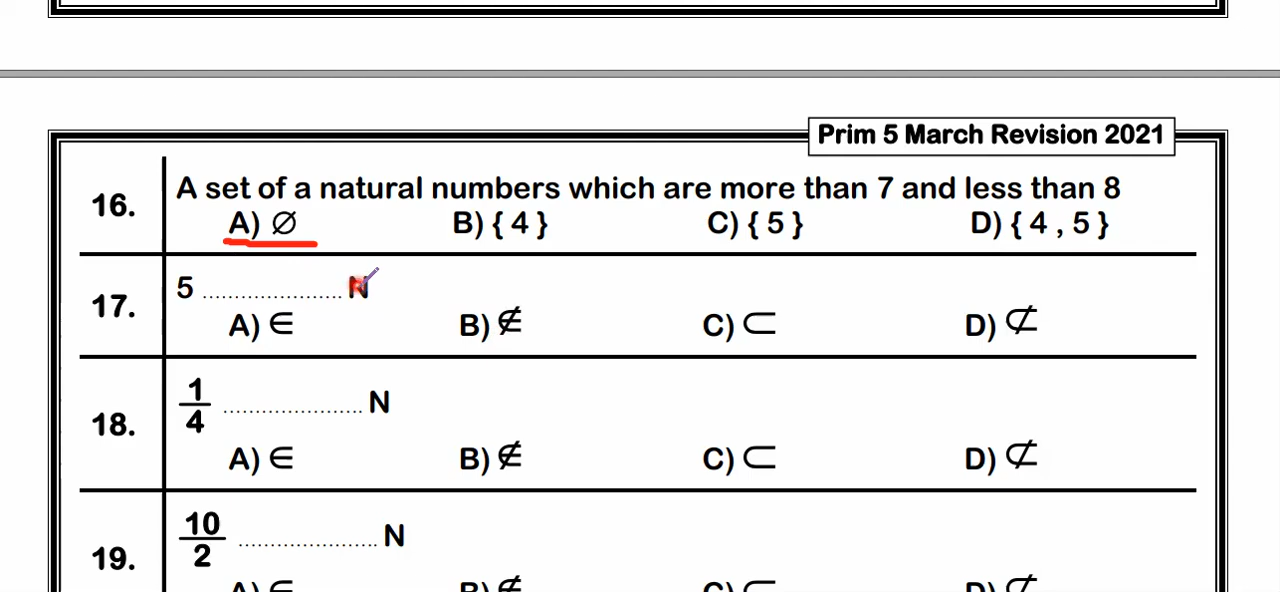 Prim 5 March Revision 2021
16. A set of a natural numbers which are more than 7 and less than 8
A) ∅ B) { 4 } C) { 5 } D) { 4 , 5 }
17. 5 ...................... N
A) ∈ B) ∉ C) ⊂ D) ⊄
18. 1/4 ...................... N
A) ∈ B) ∉ C) ⊂ D) ⊄
19. 10/2 ...................... N
A) ∈ B) ∉ C) ⊂ D) ⊄